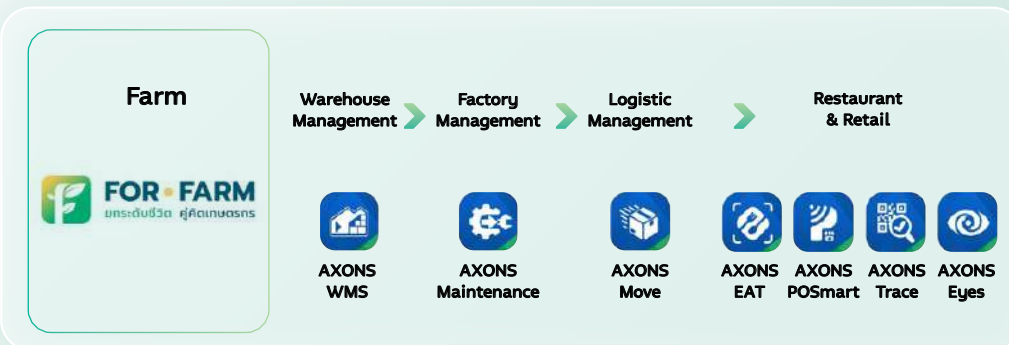 Farm
FOR FARM
ยกระดับชีวิต คู่คิดเกษตรกร
Warehouse
Management
Factory
Management
Logistic
Management
Restaurant
& Retail
AXONS
WMS
AXONS
Maintenance
AXONS
Move
AXONS
EAT
AXONS
POSmart
AXONS
Trace
AXONS
Eyes